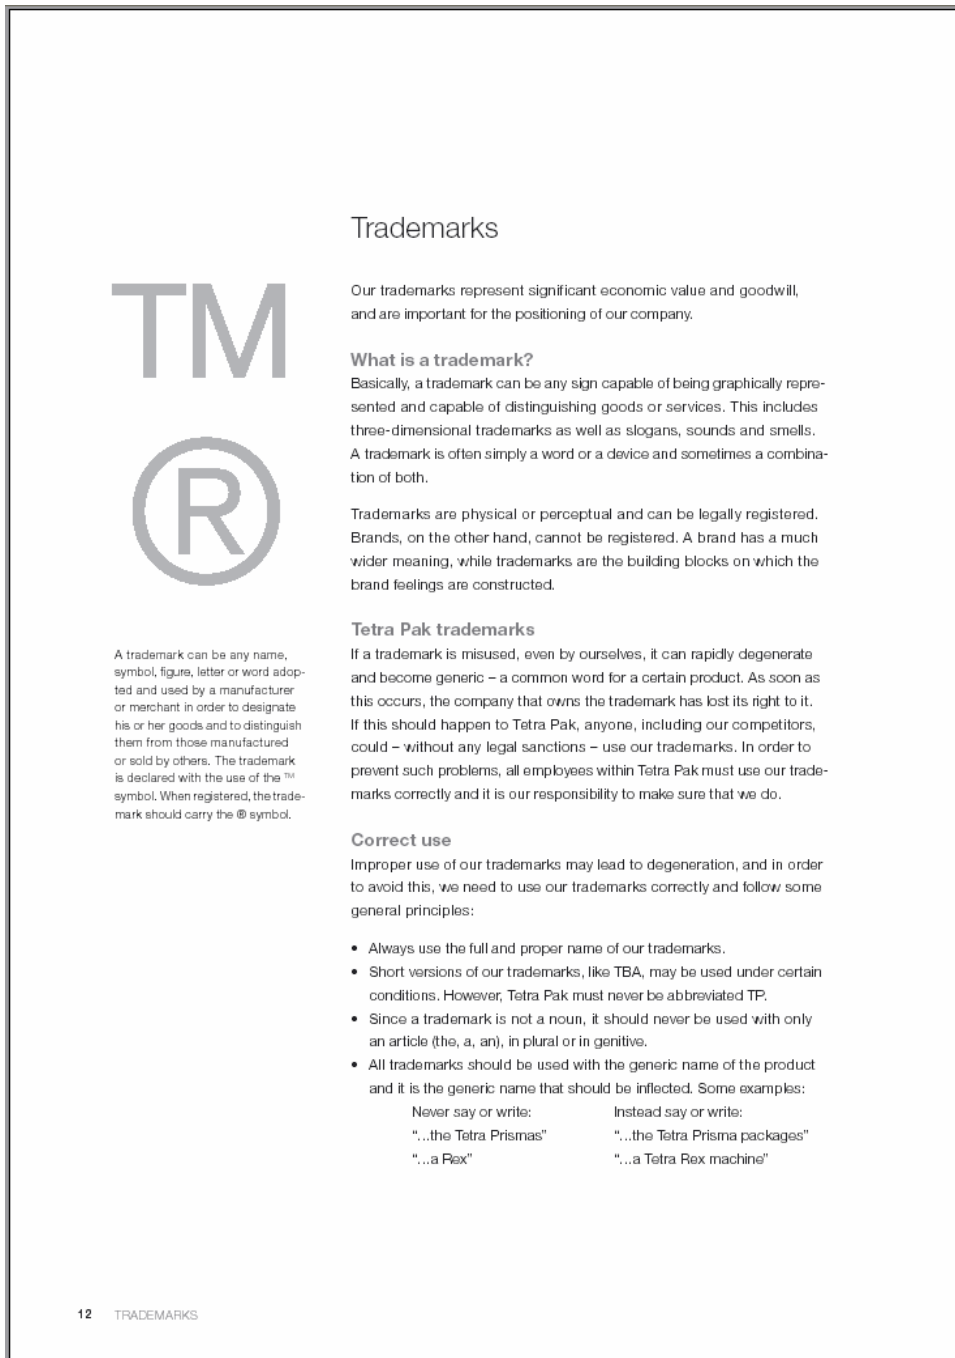 Trademarks
TM
®
Our trademarks represent significant economic value and goodwill,
and are important for the positioning of our company.
What is a trademark?
Basically, a trademark can be any sign capable of being graphically repre-
sented and capable of distinguishing goods or services. This includes
three-dimensional trademarks as well as slogans, sounds and smells.
A trademark is often simply a word or a device and sometimes a combina-
tion of both.
Trademarks are physical or perceptual and can be legally registered.
Brands, on the other hand, cannot be registered. A brand has a much
wider meaning, while trademarks are the building blocks on which the
brand feelings are constructed.
A trademark can be any name,
symbol, figure, letter or word adop-
ted and used by a manufacturer
or merchant in order to designate
his or her goods and to distinguish
them from those manufactured
or sold by others. The trademark
is declared with the use of the ™
symbol. When registered, the trade-
mark should carry the ® symbol.
Tetra Pak trademarks
If a trademark is misused, even by ourselves, it can rapidly degenerate
and become generic – a common word for a certain product. As soon as
this occurs, the company that owns the trademark has lost its right to it.
If this should happen to Tetra Pak, anyone, including our competitors,
could – without any legal sanctions – use our trademarks. In order to
prevent such problems, all employees within Tetra Pak must use our trade-
marks correctly and it is our responsibility to make sure that we do.
Correct use
Improper use of our trademarks may lead to degeneration, and in order
to avoid this, we need to use our trademarks correctly and follow some
general principles:
• Always use the full and proper name of our trademarks.
• Short versions of our trademarks, like TBA, may be used under certain
conditions. However, Tetra Pak must never be abbreviated TP.
• Since a trademark is not a noun, it should never be used with only
an article (the, a, an), in plural or in genitive.
• All trademarks should be used with the generic name of the product
and it is the generic name that should be inflected. Some examples:
Never say or write: Instead say or write:
“...the Tetra Prismas” “...the Tetra Prisma packages”
“...a Rex” “...a Tetra Rex machine”
12 TRADEMARKS